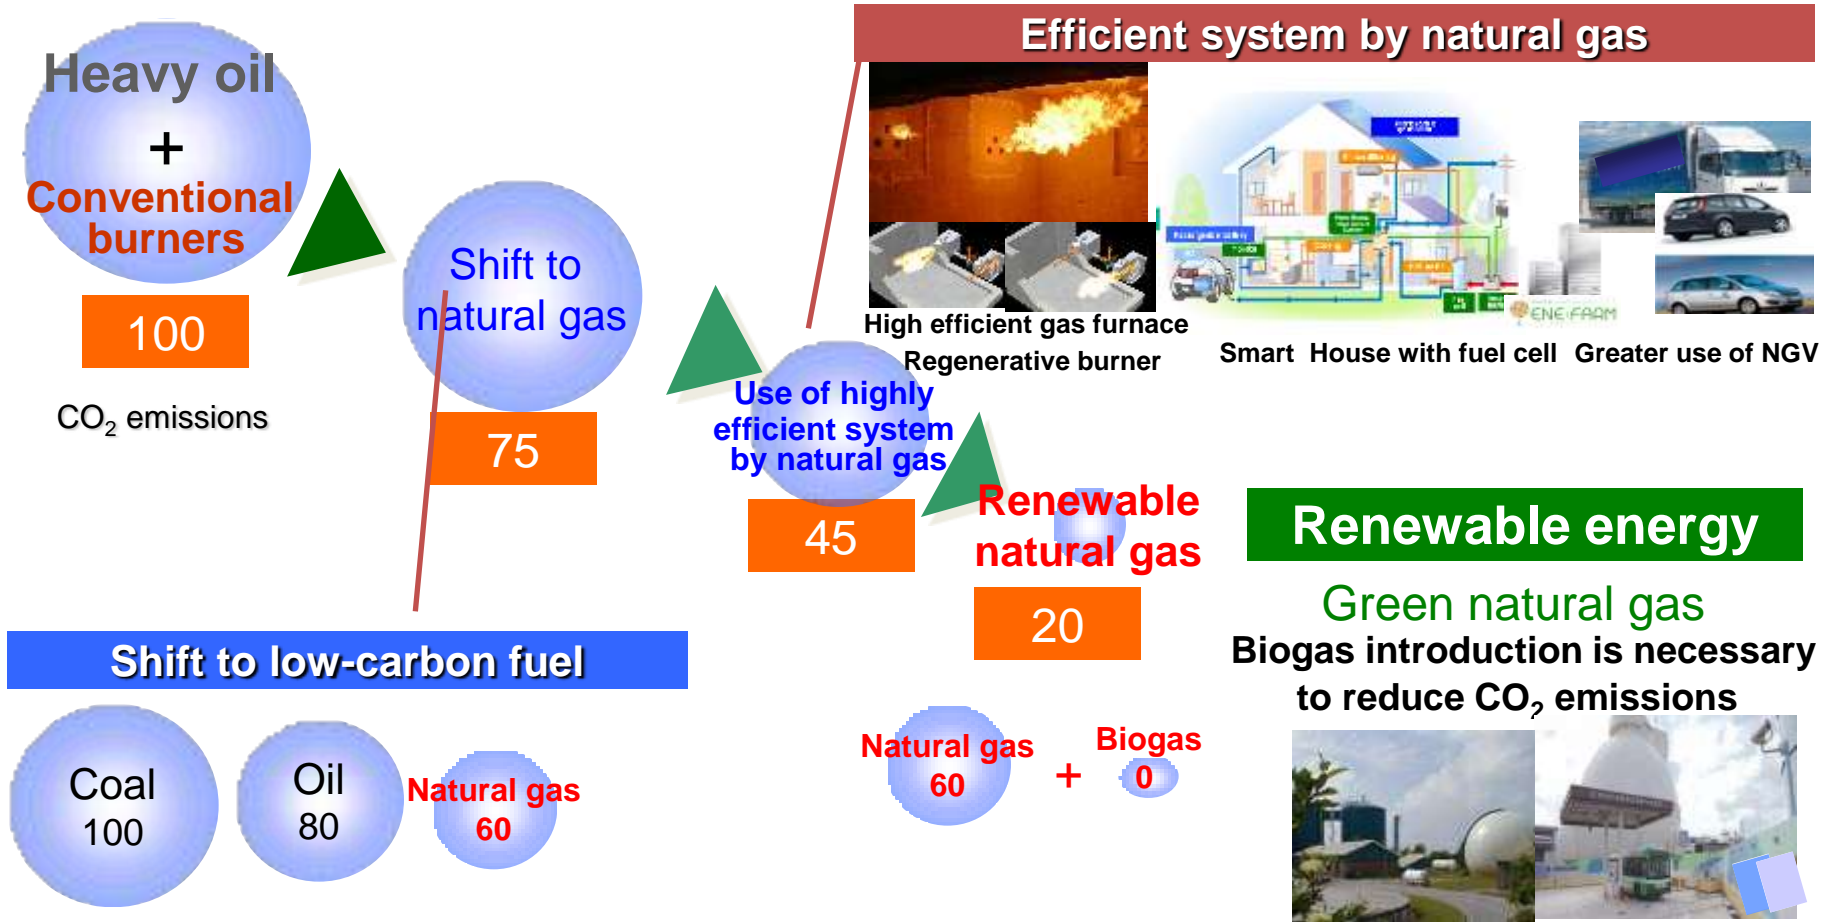 Efficient system by natural gas
Heavy oil
+
Conventional
burners
100
CO₂ emissions
Shift to
natural gas
75
Use of highly
efficient system
by natural gas
45
High efficient gas furnace
Regenerative burner
ENE·FARM
Smart House with fuel cell
Greater use of NGV
Renewable
natural gas
20
Renewable energy
Green natural gas
Biogas introduction is necessary
to reduce CO₂ emissions
Shift to low-carbon fuel
Coal
100
Oil
80
Natural gas
60
Natural gas
60
+
Biogas
0